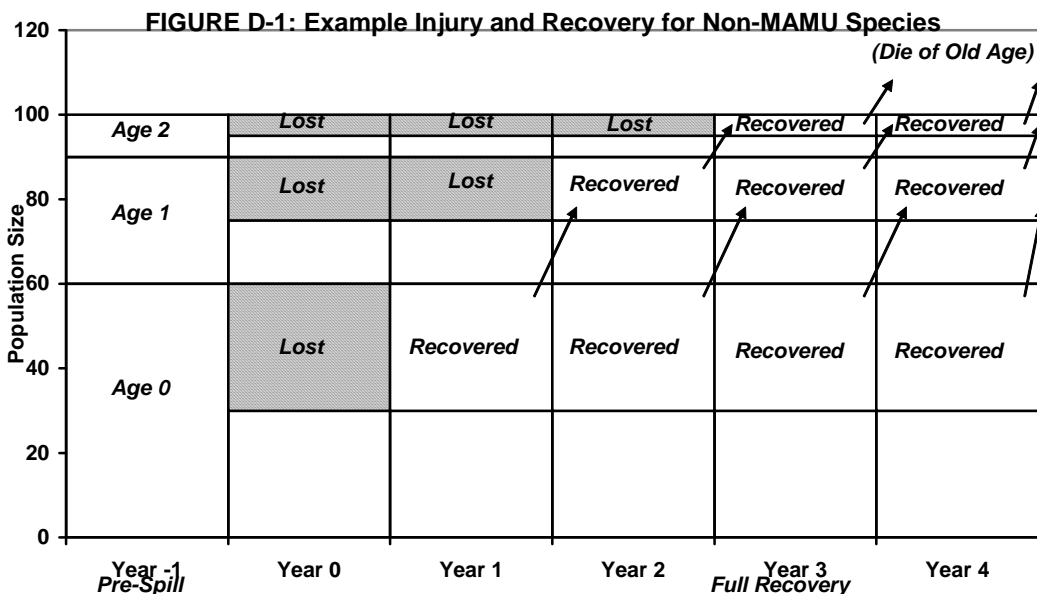 FIGURE D-1: Example Injury and Recovery for Non-MAMU Species
120
(Die of Old Age)
100
Age 2
Lost
Lost
Lost
Recovered
Recovered
80
Age 1
Lost
Lost
Recovered
Recovered
Recovered
Population Size
60
40
Age 0
Lost
Recovered
Recovered
Recovered
Recovered
20
0
Year -1
Year 0
Year 1
Year 2
Year 3
Year 4
Pre-Spill
Full Recovery